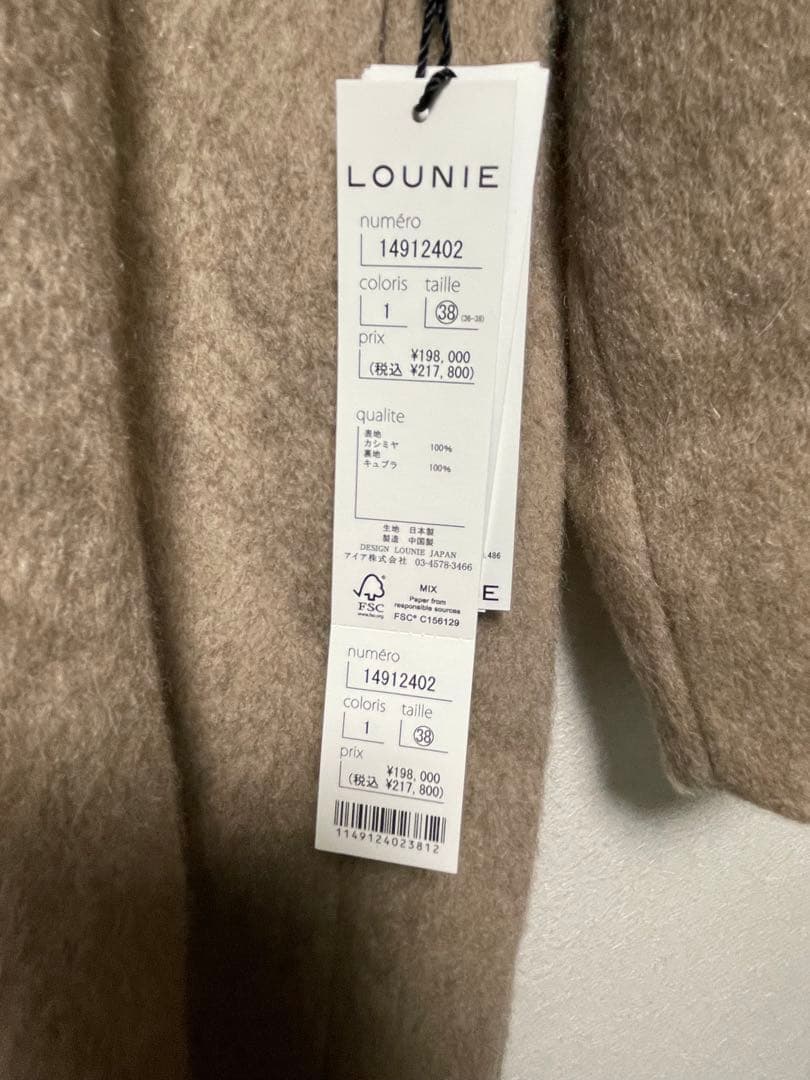 LOUNIE
numéro
14912402
coloris taille
1 ㊳ (36-38)
prix
¥198,000
(税込 ¥217,800)
qualite
表地
カシミヤ 100%
裏地
キュプラ 100%
生地 日本製
製造 中国製
DESIGN LOUNIE JAPAN
アイア株式会社 03-4578-3466
.486
E
FSC
www.fsc.org
MIX
Paper from
responsible sources
FSC® C156129
numéro
14912402
coloris taille
1 ㊳
prix
¥198,000
(税込 ¥217,800)
1149124023812